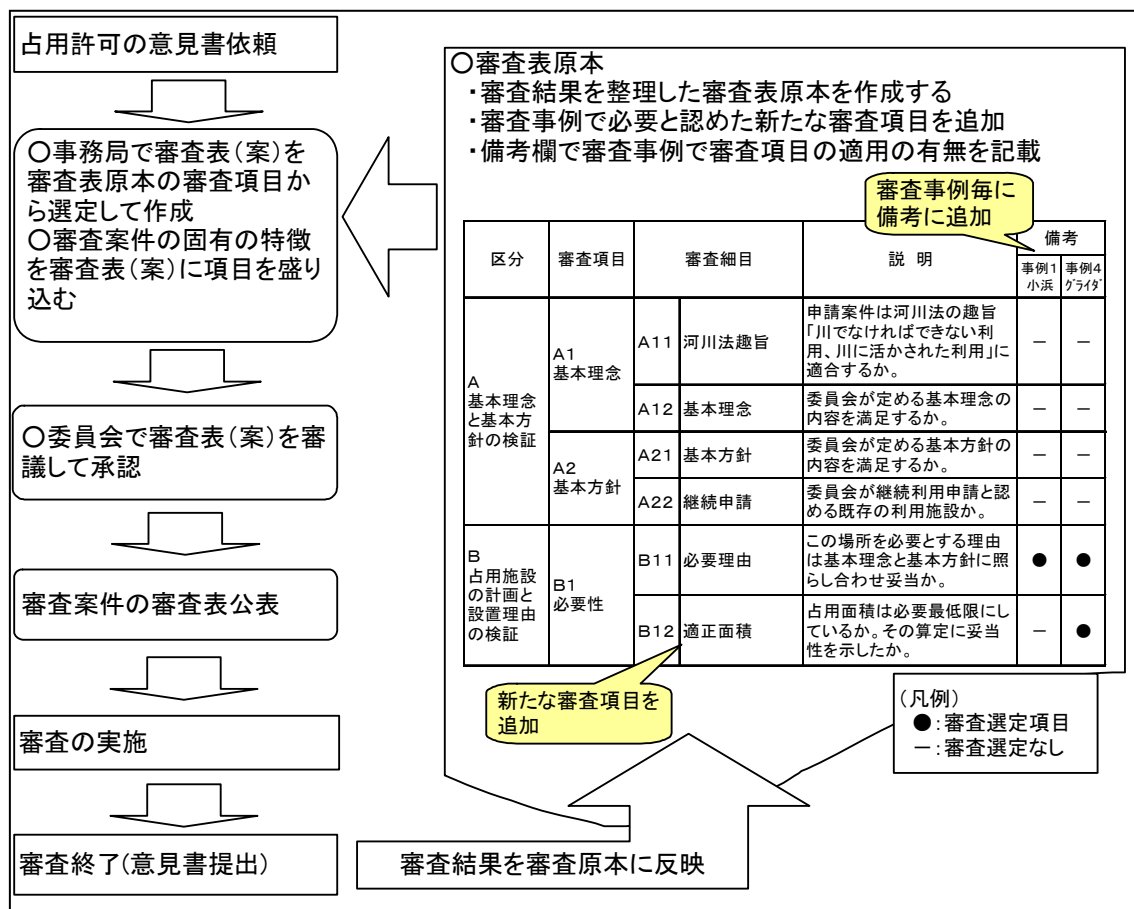 占用許可の意見書依頼
〇事務局で審査表(案)を
審査表原本の審査項目か
ら選定して作成
〇審査案件の固有の特徴
を審査表(案)に項目を盛り
込む
〇委員会で審査表(案)を審
議して承認
審査案件の審査表公表
審査の実施
審査終了(意見書提出)
〇審査表原本
・審査結果を整理した審査表原本を作成する
・審査事例で必要と認めた新たな審査項目を追加
・備考欄で審査事例で審査項目の適用の有無を記載
審査事例毎に
備考に追加
区分 審査項目 審査細目 説 明 備考
事例1 事例4
小浜 グライダ
A
基本理念
と基本方
針の検証
A1
基本理念
A11 河川法趣旨
申請案件は河川法の趣旨
「川でなければできない利
用、川に活かされた利用」に
適合するか。
― ―
A12 基本理念
委員会が定める基本理念の
内容を満足するか。
― ―
A2
基本方針
A21 基本方針
委員会が定める基本方針の
内容を満足するか。
― ―
A22 継続申請
委員会が継続利用申請と認
める既存の利用施設か。
― ―
B
占用施設
の計画と
設置理由
の検証
B1
必要性
B11 必要理由
この場所を必要とする理由
は基本理念と基本方針に照
らし合わせ妥当か。
● ●
B12 適正面積
占用面積は必要最低限にし
ているか。その算定に妥当
性を示したか。
― ●
新たな審査項目を
追加
(凡例)
●:審査選定項目
―:審査選定なし
審査結果を審査原本に反映